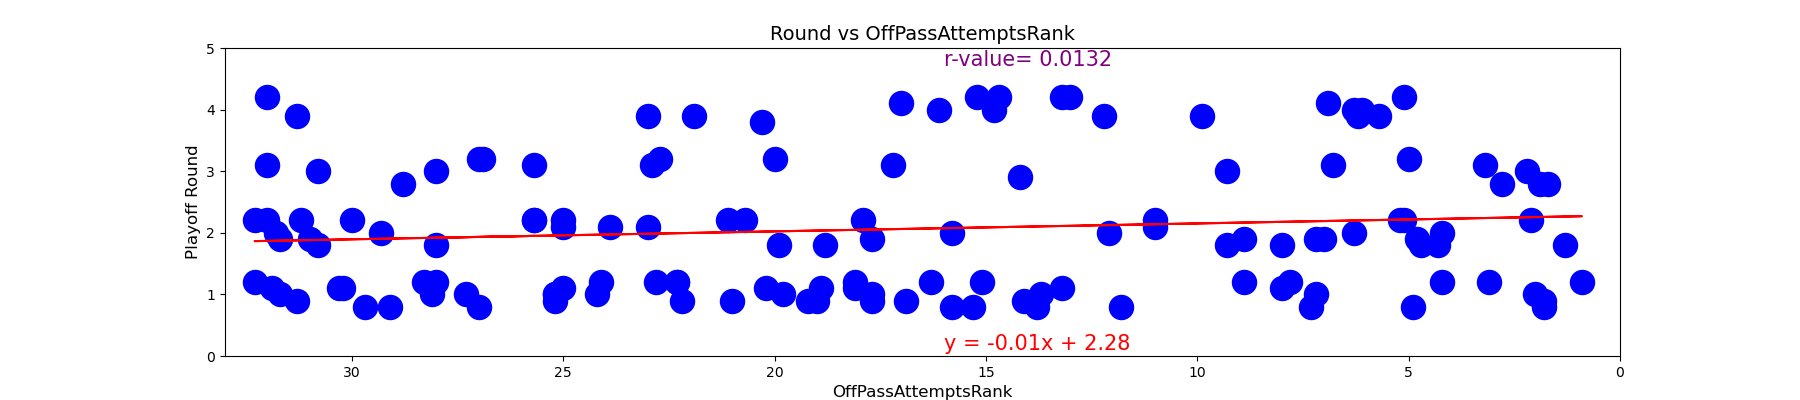 Round vs OffPassAttemptsRank
r-value= 0.0132
5
4
3
2
1
0
Playoff Round
y = -0.01x + 2.28
30 25 20 15 10 5 0
OffPassAttemptsRank